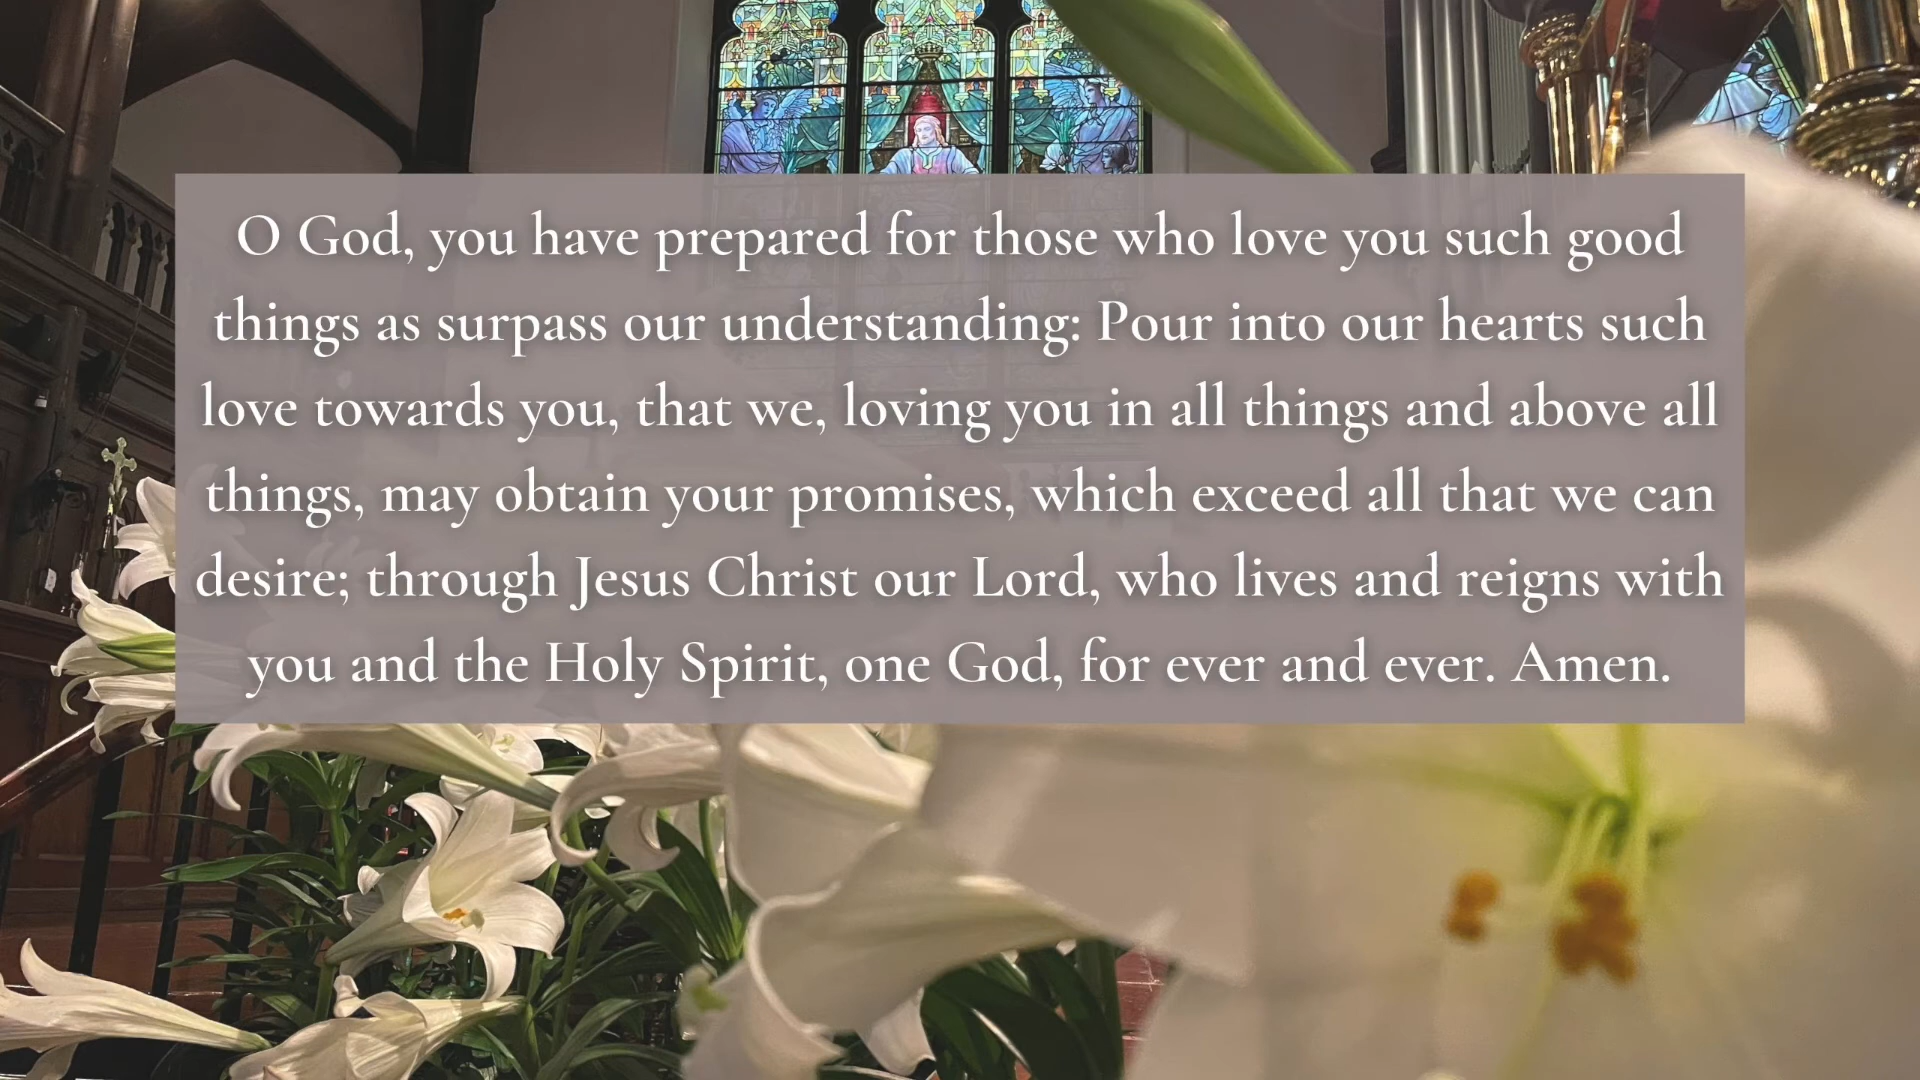 O God, you have prepared for those who love you such good
things as surpass our understanding: Pour into our hearts such
love towards you, that we, loving you in all things and above all
things, may obtain your promises, which exceed all that we can
desire; through Jesus Christ our Lord, who lives and reigns with
you and the Holy Spirit, one God, for ever and ever. Amen.